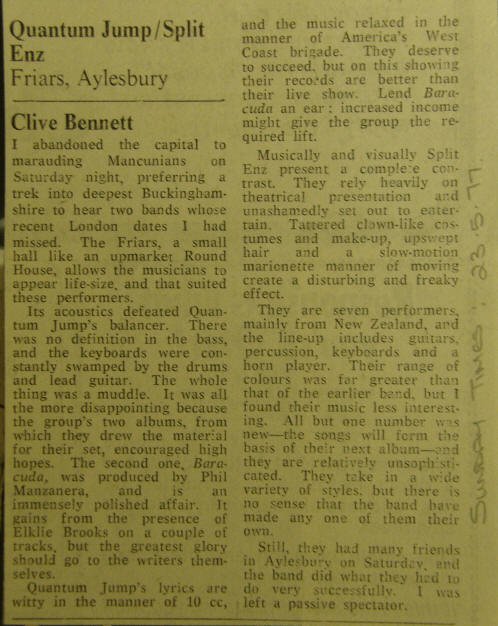 Quantum Jump/Split
Enz
Friars, Aylesbury
Clive Bennett
I abandoned the capital to
marauding Mancunians on
Saturday night, preferring a
trek into deepest Buckingham-
shire to hear two bands whose
recent London dates I had
missed. The Friars, a small
hall like an upmarket Round
House, allows the musicians to
appear life-size, and that suited
these performers.
Its acoustics defeated Quan-
tum Jump's balancer. There
was no definition in the bass,
and the keyboards were con-
stantly swamped by the drums
and lead guitar. The whole
thing was a muddle. It was all
the more disappointing because
the group's two albums, from
which they drew the material
for their set, encouraged high
hopes. The second one, Bara-
cuda, was produced by Phil
Manzanera, and is an
immensely polished affair. It
gains from the presence of
Elklie Brooks on a couple of
tracks, but the greatest glory
should go to the writers them-
selves.
Quantum Jump's lyrics are
witty in the manner of 10 cc,
and the music relaxed in the
manner of America's West
Coast brigade. They deserve
to succeed, but on this showing
their records are better than
their live show. Lend Bara-
cuda an ear: increased income
might give the group the re-
quired lift.
Musically and visually Split
Enz present a complete con-
trast. They rely heavily on
theatrical presentation and
unashamedly set out to enter-
tain. Tattered clown-like cos-
tumes and make-up, upswept
hair and a slow-motion
marionette manner of moving
create a disturbing and freaky
effect.
They are seven performers,
mainly from New Zealand, and
the line-up includes guitars,
percussion, keyboards and a
horn player. Their range of
colours was far greater than
that of the earlier band, but I
found their music less interest-
ing. All but one number was
new—the songs will form the
basis of their next album—and
they are relatively unsophisti-
cated. They take in a wide
variety of styles, but there is
no sense that the band have
made any one of them their
own.
Still, they had many friends
in Aylesbury on Saturday, and
the band did what they had to
do very successfully. I was
left a passive spectator.
SUNDAY TIMES: 23.5.77